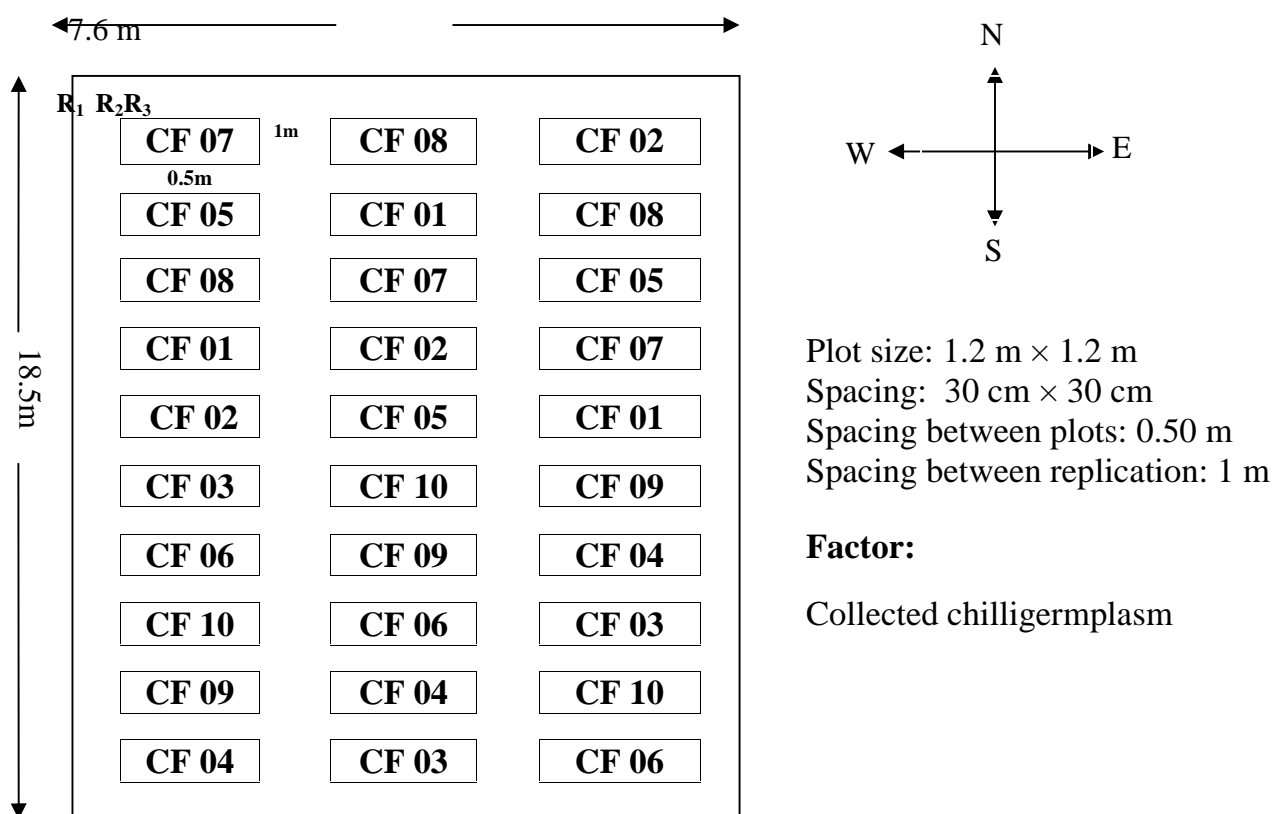 7.6 m
N
R1 R2R3
CF 07 1m CF 08 CF 02
W E
0.5m
CF 05 CF 01 CF 08
S
CF 08 CF 07 CF 05
CF 01 CF 02 CF 07
18.5m
CF 02 CF 05 CF 01
CF 03 CF 10 CF 09
CF 06 CF 09 CF 04
CF 10 CF 06 CF 03
CF 09 CF 04 CF 10
CF 04 CF 03 CF 06
Plot size: 1.2 m × 1.2 m
Spacing: 30 cm × 30 cm
Spacing between plots: 0.50 m
Spacing between replication: 1 m
Factor:
Collected chilligermplasm